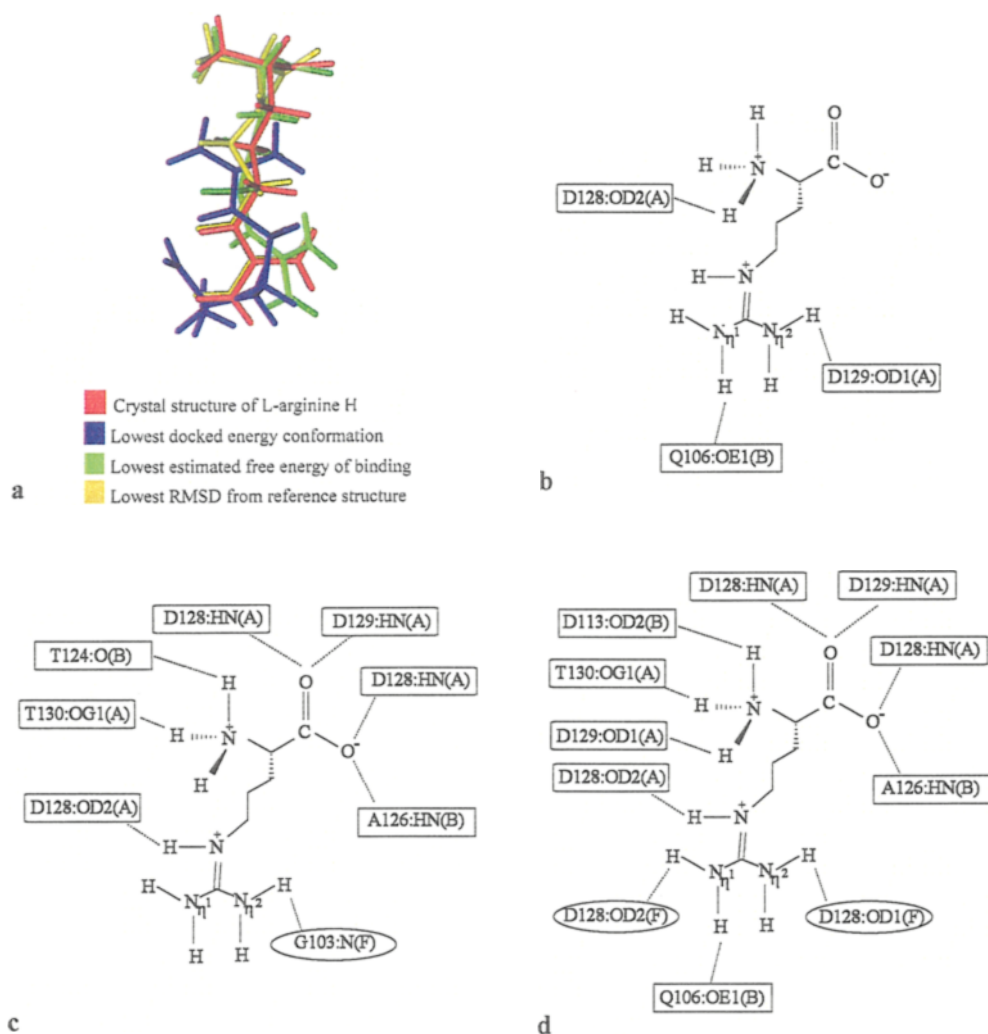 Crystal structure of L-arginine H
Lowest docked energy conformation
Lowest estimated free energy of binding
Lowest RMSD from reference structure
a
H
O
H
N
+
C
O-
D128:OD2(A)
H
H
N
+
H
N
η1
N
η2
H
H
H
D129:OD1(A)
Q106:OE1(B)
b
D128:HN(A)
D129:HN(A)
T124:O(B)
H
O
D128:HN(A)
T130:OG1(A)
H
N
+
C
O-
H
D128:OD2(A)
A126:HN(B)
H
N
+
H
N
η1
N
η2
H
H
H
G103:N(F)
c
D128:HN(A)
D129:HN(A)
D113:OD2(B)
H
O
D128:HN(A)
T130:OG1(A)
H
N
+
C
O-
D129:OD1(A)
H
D128:OD2(A)
A126:HN(B)
H
N
+
H
N
η1
N
η2
H
D128:OD2(F)
H
H
D128:OD1(F)
Q106:OE1(B)
d